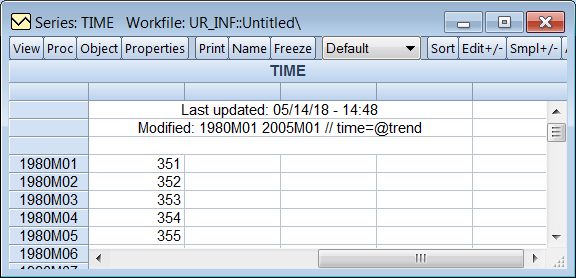 Series: TIME Workfile: UR_INF::Untitled\
View Proc Object Properties Print Name Freeze Default Sort Edit+/- Smpl+/-
TIME
Last updated: 05/14/18 - 14:48
Modified: 1980M01 2005M01 // time=@trend
1980M01 351
1980M02 352
1980M03 353
1980M04 354
1980M05 355
1980M06